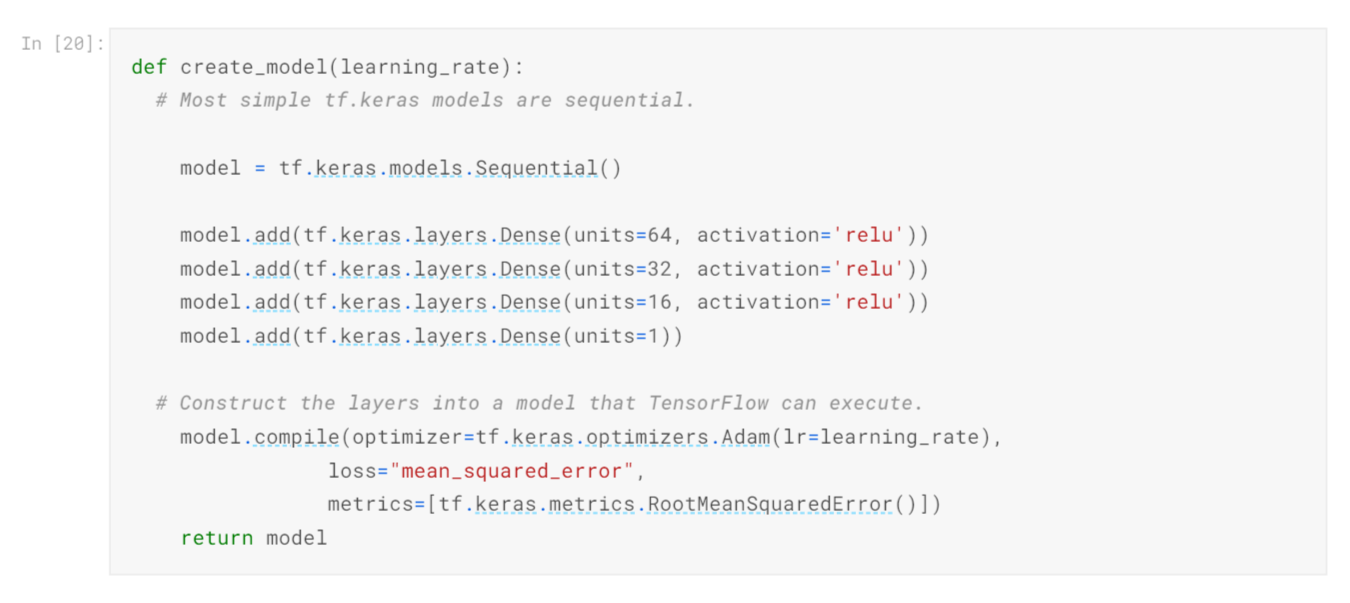 In [20]:
def create_model(learning_rate):
  # Most simple tf.keras models are sequential.

    model = tf.keras.models.Sequential()

    model.add(tf.keras.layers.Dense(units=64, activation='relu'))
    model.add(tf.keras.layers.Dense(units=32, activation='relu'))
    model.add(tf.keras.layers.Dense(units=16, activation='relu'))
    model.add(tf.keras.layers.Dense(units=1))

  # Construct the layers into a model that TensorFlow can execute.
    model.compile(optimizer=tf.keras.optimizers.Adam(lr=learning_rate),
                loss="mean_squared_error",
                metrics=[tf.keras.metrics.RootMeanSquaredError()])
    return model